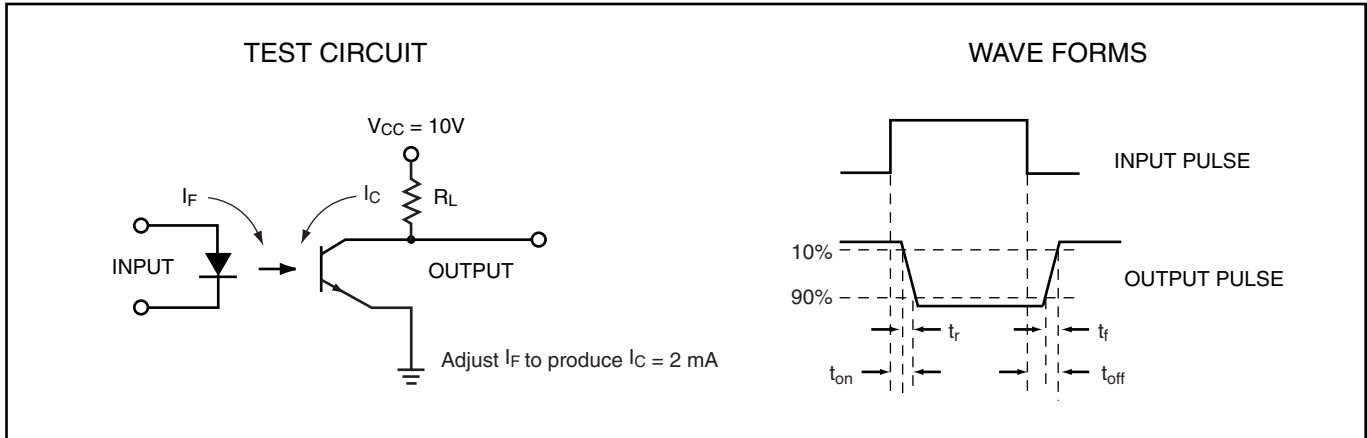 TEST CIRCUIT
VCC = 10V
IF
IC
RL
INPUT
OUTPUT
Adjust IF to produce IC = 2 mA
WAVE FORMS
INPUT PULSE
10%
OUTPUT PULSE
90%
tr
tf
ton
toff